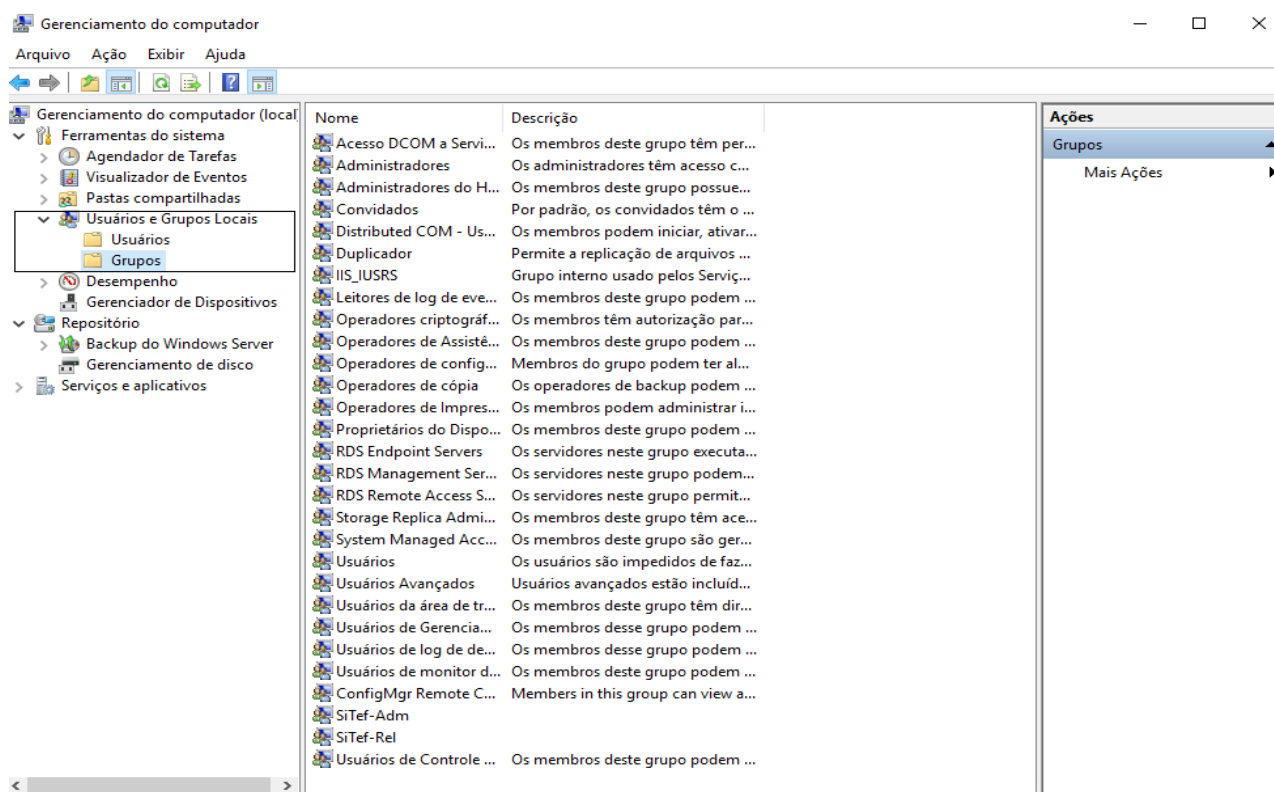 Gerenciamento do computador
Arquivo Ação Exibir Ajuda
Gerenciamento do computador (local
Ferramentas do sistema
Agendador de Tarefas
Visualizador de Eventos
Pastas compartilhadas
Usuários e Grupos Locais
Usuários
Grupos
Desempenho
Gerenciador de Dispositivos
Repositório
Backup do Windows Server
Gerenciamento de disco
Serviços e aplicativos
Nome Descrição
Acesso DCOM a Servi... Os membros deste grupo têm per...
Administradores Os administradores têm acesso c...
Administradores do H... Os membros deste grupo possue...
Convidados Por padrão, os convidados têm o ...
Distributed COM - Us... Os membros podem iniciar, ativar...
Duplicador Permite a replicação de arquivos ...
IIS_IUSRS Grupo interno usado pelos Serviç...
Leitores de log de eve... Os membros deste grupo podem ...
Operadores criptográf... Os membros têm autorização par...
Operadores de Assistê... Os membros deste grupo podem ...
Operadores de config... Membros do grupo podem ter al...
Operadores de cópia Os operadores de backup podem ...
Operadores de Impres... Os membros podem administrar i...
Proprietários do Dispo... Os membros deste grupo podem ...
RDS Endpoint Servers Os servidores neste grupo executa...
RDS Management Ser... Os servidores neste grupo podem...
RDS Remote Access S... Os servidores neste grupo permit...
Storage Replica Admi... Os membros deste grupo têm ace...
System Managed Acc... Os membros deste grupo são ger...
Usuários Os usuários são impedidos de faz...
Usuários Avançados Usuários avançados estão incluíd...
Usuários da área de tr... Os membros deste grupo têm dir...
Usuários de Gerencia... Os membros desse grupo podem ...
Usuários de log de de... Os membros desse grupo podem ...
Usuários de monitor d... Os membros deste grupo podem ...
ConfigMgr Remote C... Members in this group can view a...
SiTef-Adm
SiTef-Rel
Usuários de Controle ... Os membros deste grupo podem ...
Ações
Grupos
Mais Ações